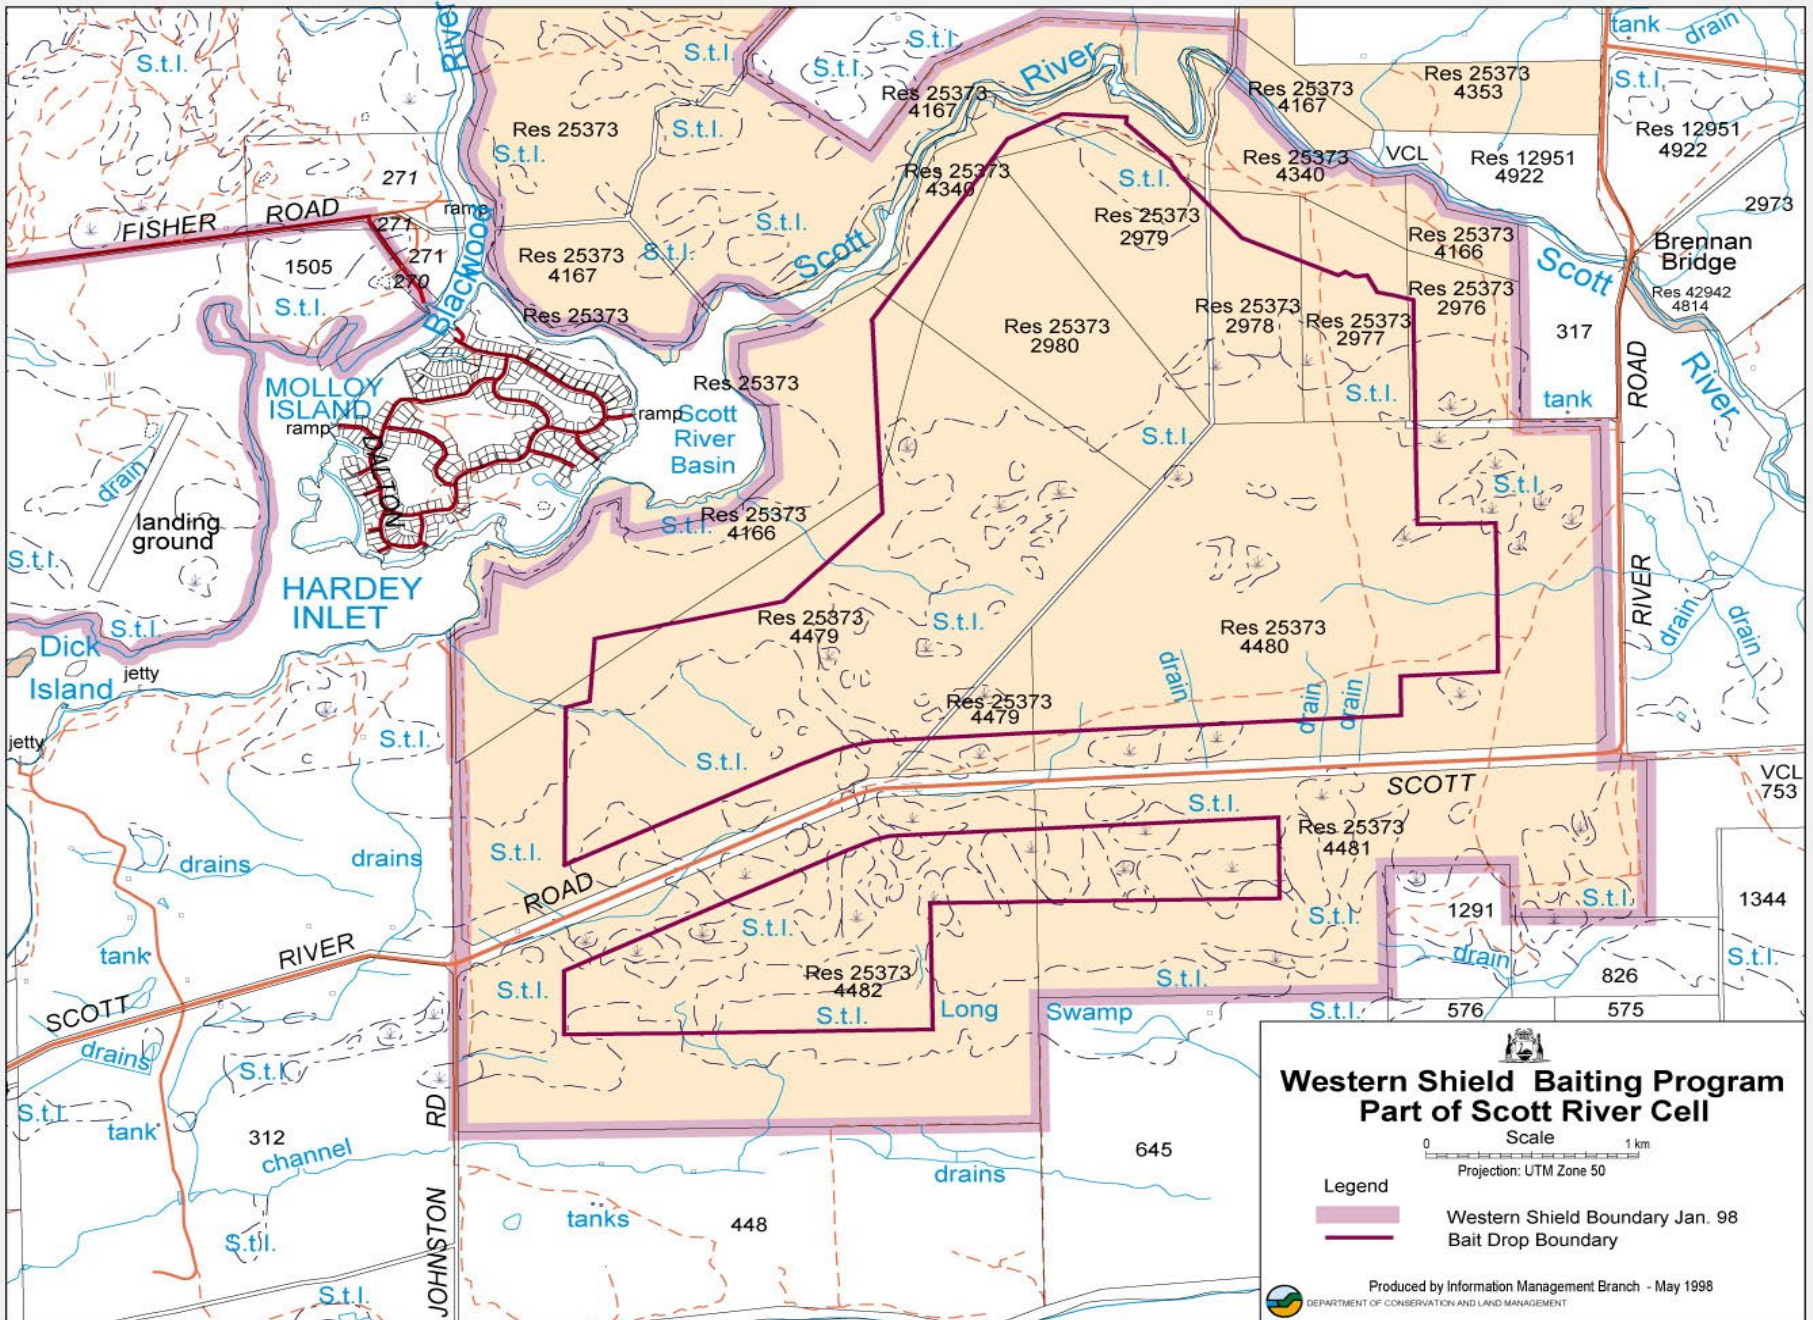 River
tank
drain
S.t.l.
S.t.l.
S.t.l.
S.t.l.
River
Res 25373
4353
S.t.l.
Res 25373
4167
Res 25373
4167
Res 25373
S.t.l.
Res 12951
4922
S.t.l.
VCL
Res 12951
4922
Res 25373
4340
Res 25373
4340
271
S.t.l.
2973
FISHER ROAD
ramp
271
S.t.l.
Res 25373
2979
Res 25373
4166
Brennan
Bridge
271
1505
Res 25373
4167
S.t.l.
Scott
Scott
270
Blackwood
Res 25373
2976
Res 42942
4814
S.t.l.
Res 25373
Res 25373
2980
Res 25373
2978
Res 25373
2977
317
ROAD
River
MOLLOY
ISLAND
ramp
DALTON
Res 25373
ramp
Scott
River
Basin
S.t.l.
tank
S.t.l.
drain
landing
ground
S.t.l.
S.t.l.
Res 25373
4166
S.t.l.
HARDEY
INLET
RIVER
S.t.l.
Dick
Island
jetty
Res 25373
4479
S.t.l.
Res 25373
4480
drain
drain
drain
drain
drain
Res 25373
4479
jetty
S.t.l.
S.t.l.
SCOTT
VCL
753
S.t.l.
Res 25373
4481
drains
drains
S.t.l.
ROAD
S.t.l.
S.t.l.
S.t.l.
1291
1344
tank
RIVER
SCOTT
S.t.l.
Res 25373
4482
S.t.l.
S.t.l.
drain
826
S.t.l.
Long Swamp
S.t.l.
576
575
drains
S.t.l.
S.t.l.
tank
RD
312
channel
645
drains
S.t.l.
tanks
448
JOHNSTON
S.t.l.
Western Shield Baiting Program
Part of Scott River Cell
Scale
0 1 km
Projection: UTM Zone 50
Legend
Western Shield Boundary Jan. 98
Bait Drop Boundary
Produced by Information Management Branch - May 1998
DEPARTMENT OF CONSERVATION AND LAND MANAGEMENT